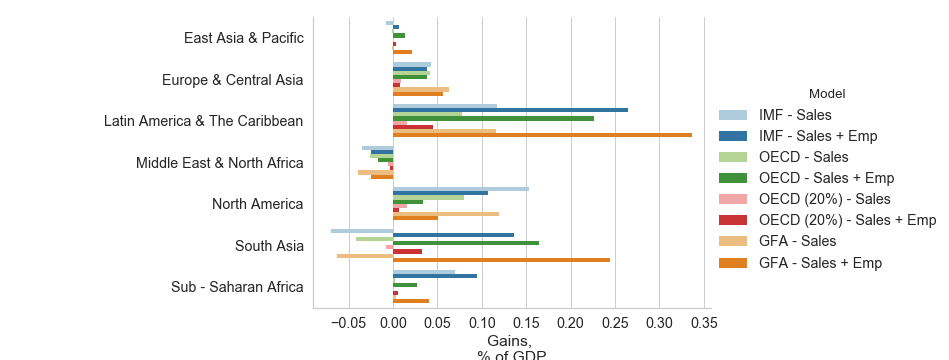 East Asia & Pacific
Europe & Central Asia
Latin America & The Caribbean
Middle East & North Africa
North America
South Asia
Sub - Saharan Africa
−0.05 0.00 0.05 0.10 0.15 0.20 0.25 0.30 0.35
Gains,
% of GDP
Model
IMF - Sales
IMF - Sales + Emp
OECD - Sales
OECD - Sales + Emp
OECD (20%) - Sales
OECD (20%) - Sales + Emp
GFA - Sales
GFA - Sales + Emp